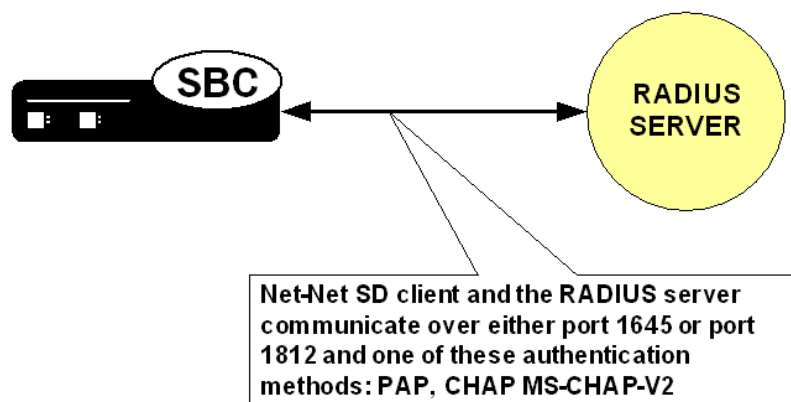 SBC
RADIUS
SERVER
Net-Net SD client and the RADIUS server
communicate over either port 1645 or port
1812 and one of these authentication
methods: PAP, CHAP MS-CHAP-V2